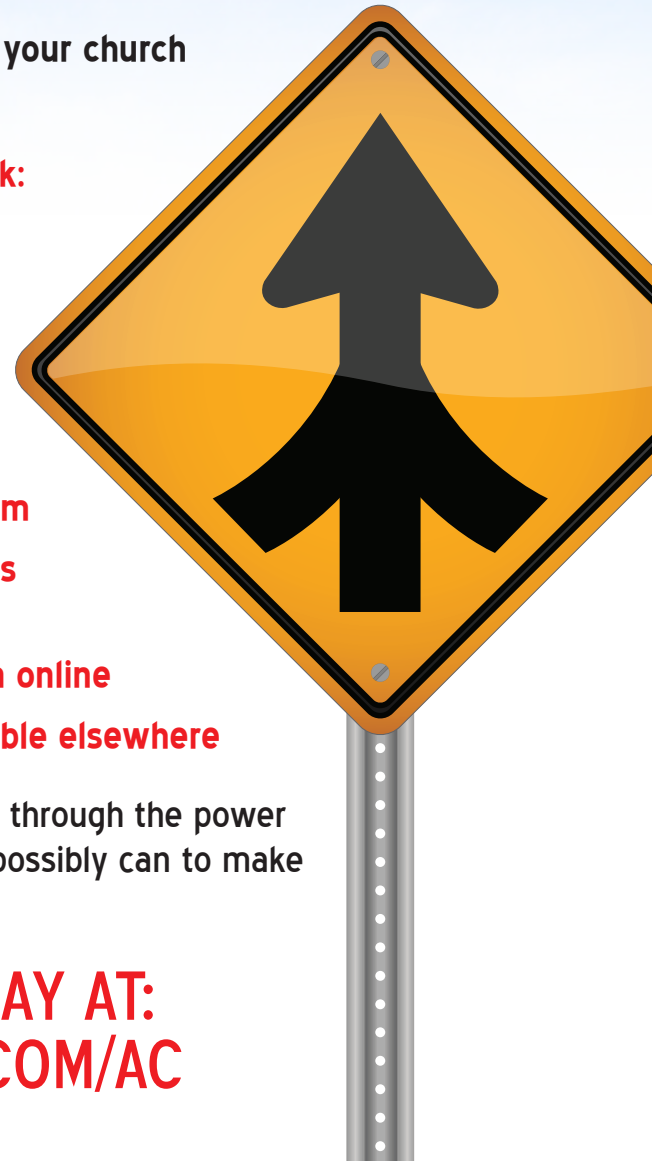 your church
k:
m
s
n online
ble elsewhere
through the power
possibly can to make
AY AT:
COM/AC